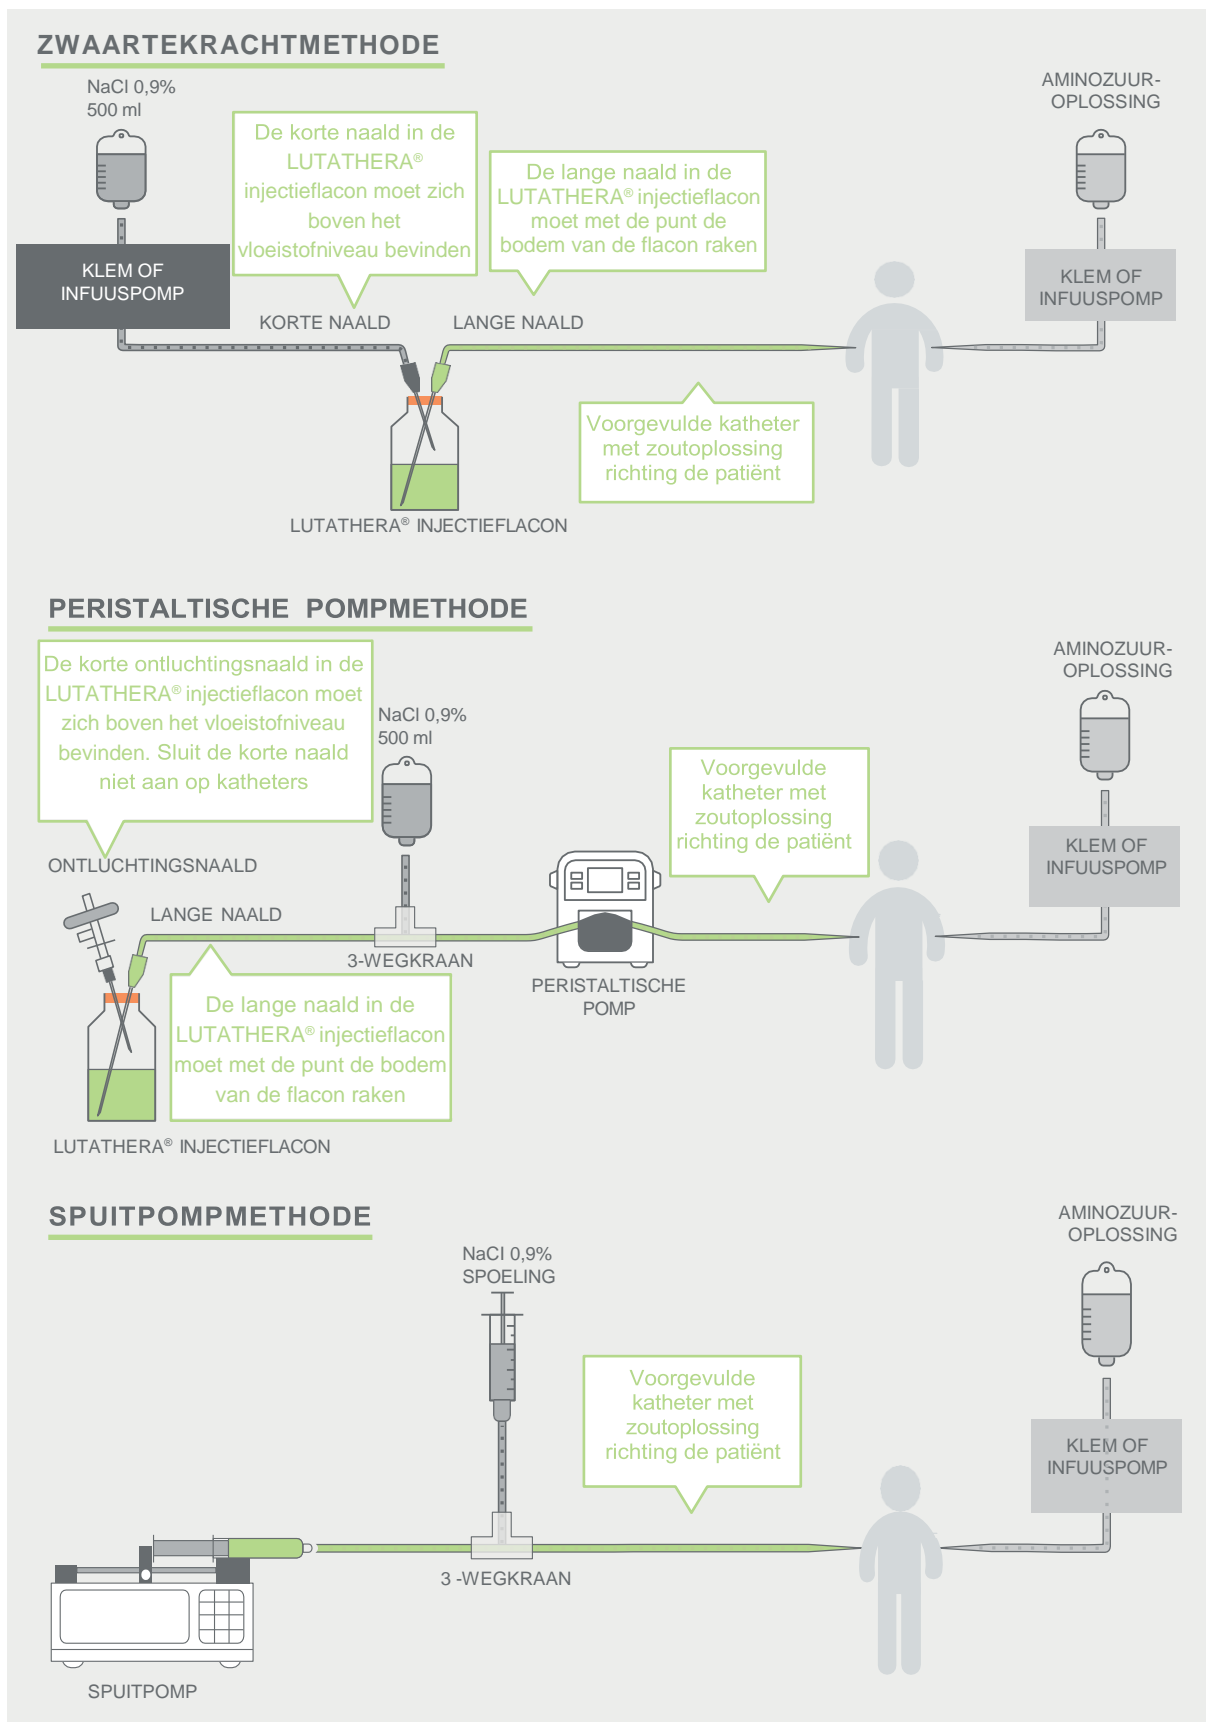 ZWAARTEKRACHTMETHODE
NaCl 0,9%
500 ml
De korte naald in de
LUTATHERA®
injectieflacon moet zich
boven het
vloeistofniveau bevinden
De lange naald in de
LUTATHERA® injectieflacon
moet met de punt de
bodem van de flacon raken
AMINOZUUR-
OPLOSSING
KLEM OF
INFUUSPOMP
KLEM OF
INFUUSPOMP
KORTE NAALD
LANGE NAALD
Voorgevulde katheter
met zoutoplossing
richting de patiënt
LUTATHERA® INJECTIEFLACON
PERISTALTISCHE POMPMETHODE
De korte ontluchtingsnaald in de
LUTATHERA® injectieflacon moet
zich boven het vloeistofniveau
bevinden. Sluit de korte naald
niet aan op katheters
NaCl 0,9%
500 ml
Voorgevulde
katheter met
zoutoplossing
richting de patiënt
AMINOZUUR-
OPLOSSING
KLEM OF
INFUUSPOMP
ONTLUCHTINGSNAALD
LANGE NAALD
3-WEGKRAAN
PERISTALTISCHE
POMP
De lange naald in de
LUTATHERA® injectieflacon
moet met de punt de bodem
van de flacon raken
LUTATHERA® INJECTIEFLACON
SPUITPOMPMETHODE
NaCl 0,9%
SPOELING
Voorgevulde
katheter met
zoutoplossing
richting de patiënt
AMINOZUUR-
OPLOSSING
KLEM OF
INFUUSPOMP
3 -WEGKRAAN
SPUITPOMP